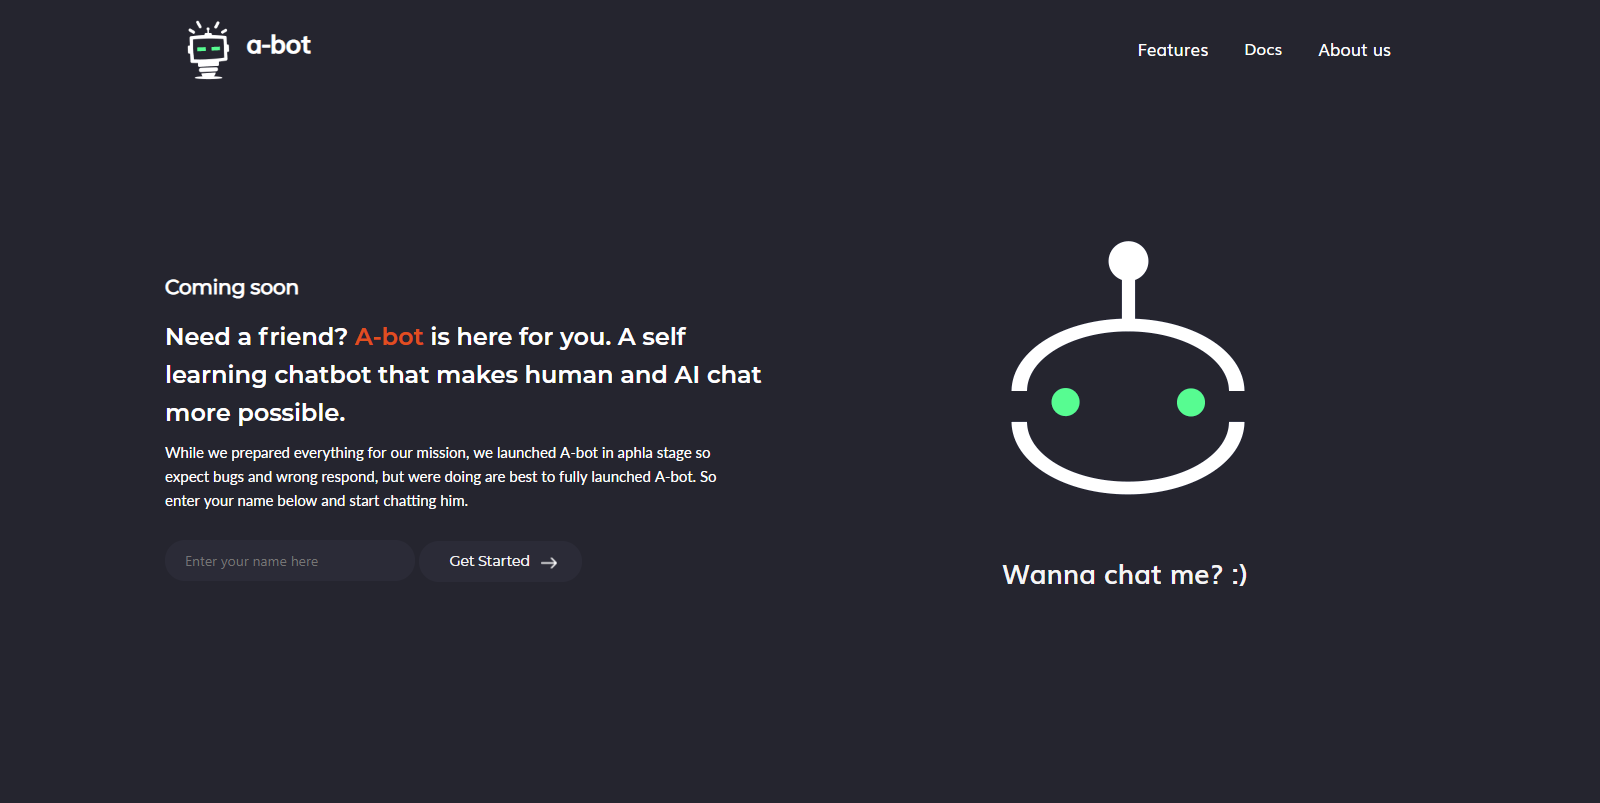 a-bot
Features
Docs
About us
Coming soon
Need a friend? A-bot is here for you. A self
learning chatbot that makes human and AI chat
more possible.
While we prepared everything for our mission, we launched A-bot in aphla stage so
expect bugs and wrong respond, but were doing are best to fully launched A-bot. So
enter your name below and start chatting him.
Enter your name here
Get Started
Wanna chat me? :)